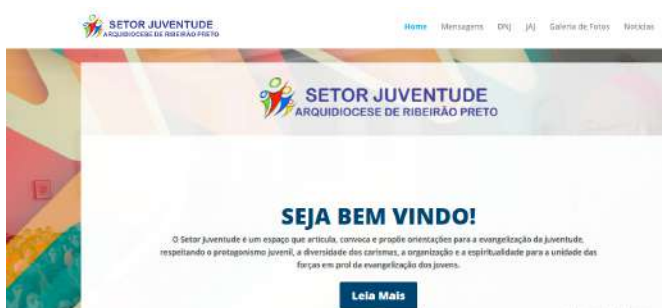 SETOR JUVENTUDE
ARQUIDIOCESE DE RIBEIRÃO PRETO
Home Mensagens DNJ JAJ Galeria de Fotos Notícias
SETOR JUVENTUDE
ARQUIDIOCESE DE RIBEIRÃO PRETO
SEJA BEM VINDO!
O Setor Juventude é um espaço que articula, convoca e propõe orientações para a evangelização da juventude,
respeitando o protagonismo juvenil, a diversidade dos carismas, a organização e a espiritualidade para a unidade das
forças em prol da evangelização dos jovens.
Leia Mais